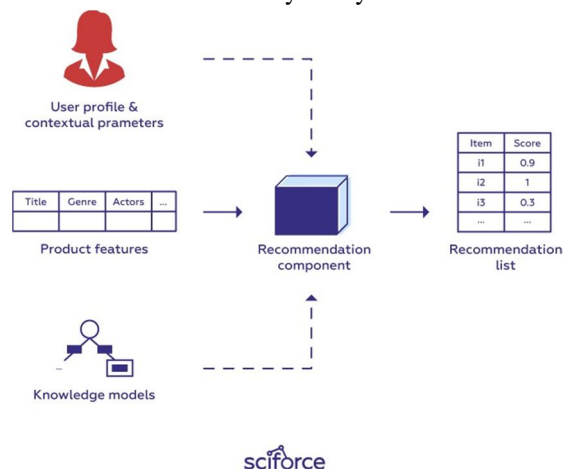 User profile &
contextual prameters
Title Genre Actors ...
Product features
Knowledge models
...
Recommendation
component
Item Score
i1 0.9
i2 1
i3 0.3
... ...
Recommendation
list
sciforce